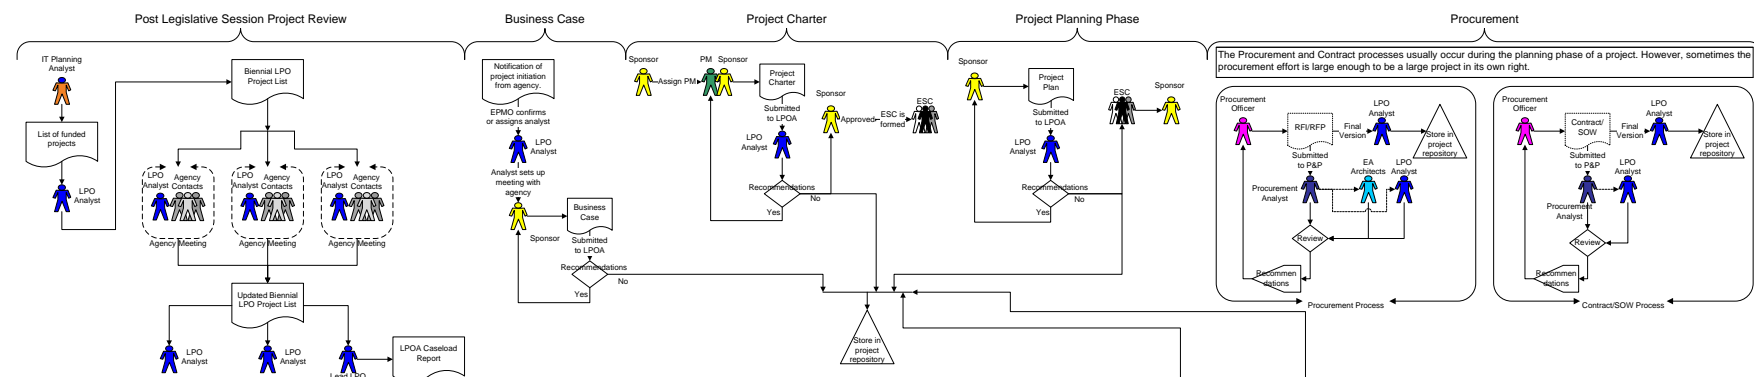 Post Legislative Session Project Review
Business Case
Project Charter
Project Planning Phase
Procurement
IT Planning
Analyst
List of funded
projects
LPO
Analyst
Biennial LPO
Project List
LPO
Analyst
Agency
Contacts
Agency Meeting
LPO
Analyst
Agency
Contacts
Agency Meeting
LPO
Analyst
Agency
Contacts
Agency Meeting
Updated Biennial
LPO Project List
LPO
Analyst
LPO
Analyst
Lead LPO
LPOA Caseload
Report
Notification of
project initiation
from agency.
EPMO confirms
or assigns analyst
LPO
Analyst
Analyst sets up
meeting with
agency
Sponsor
Business
Case
Submitted
to LPOA
Recommendations
No
Yes
Sponsor
Assign PM
PM
Sponsor
Project
Charter
Submitted
to LPOA
LPO
Analyst
Recommendations
No
Yes
Sponsor
Approved
ESC is
formed
ESC
Store in
project
repository
Sponsor
Project
Plan
Submitted
to LPOA
LPO
Analyst
Recommendations
No
Yes
ESC
Sponsor
The Procurement and Contract processes usually occur during the planning phase of a project. However, sometimes the
procurement effort is large enough to be a large project in its own right.
Procurement
Officer
RFI/RFP
Final
Version
LPO
Analyst
Store in
project
repository
Submitted
to P&P
Procurement
Analyst
EA
Architects
LPO
Analyst
Review
Recommen
dations
Procurement Process
Procurement
Officer
Contract/
SOW
Final
Version
LPO
Analyst
Store in
project
repository
Submitted
to P&P
LPO
Analyst
Procurement
Analyst
Review
Recommen
dations
Contract/SOW Process